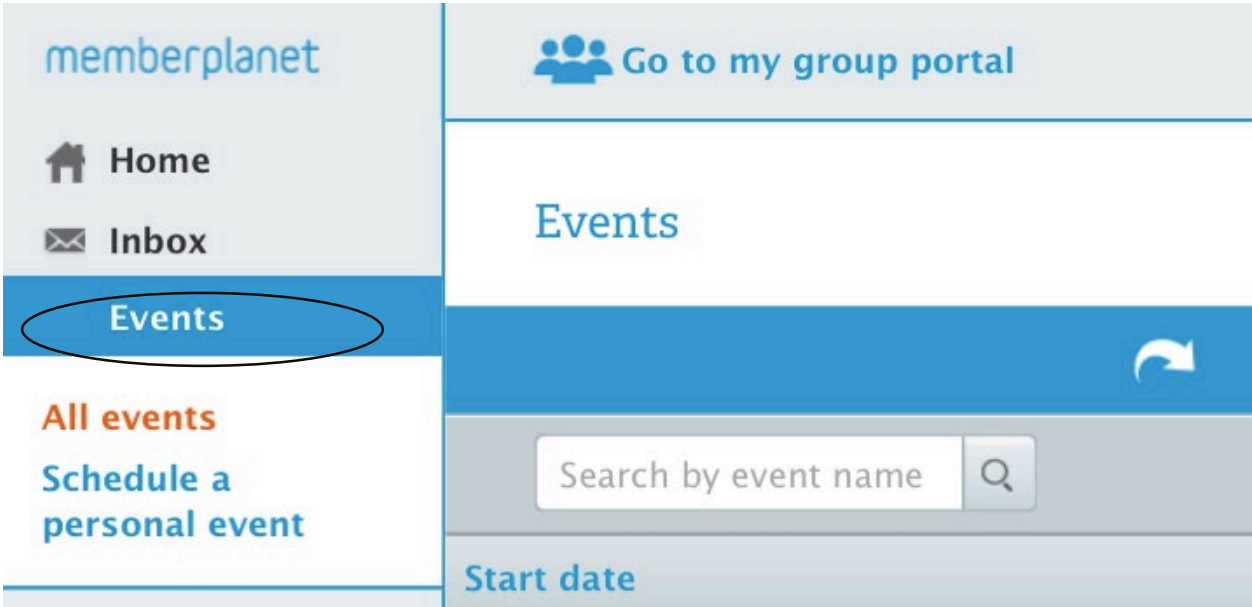 memberplanet
Home
Inbox
Events
All events
Schedule a
personal event
Go to my group portal
Events
Search by event name
Start date